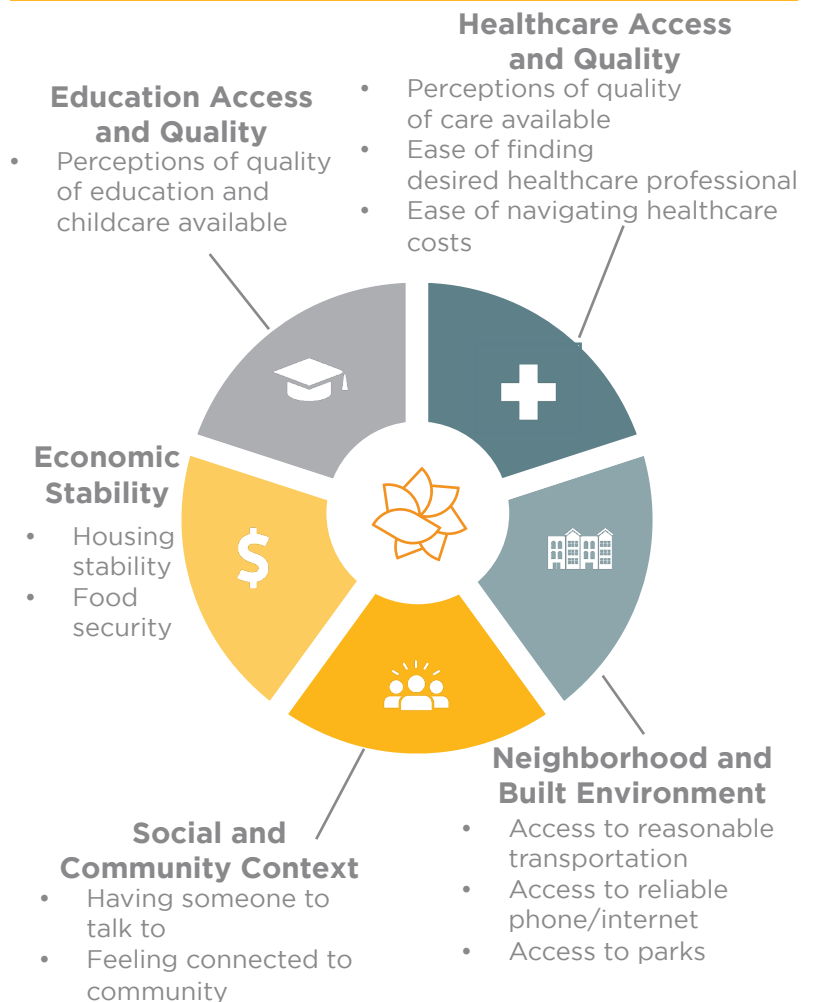 Healthcare Access
and Quality
• Perceptions of quality
of care available
• Ease of finding
desired healthcare professional
• Ease of navigating healthcare
costs
Education Access
and Quality
• Perceptions of quality
of education and
childcare available
Economic
Stability
• Housing
stability
• Food
security
$
Neighborhood and
Built Environment
• Access to reasonable
transportation
• Access to reliable
phone/internet
• Access to parks
Social and
Community Context
• Having someone to
talk to
• Feeling connected to
community